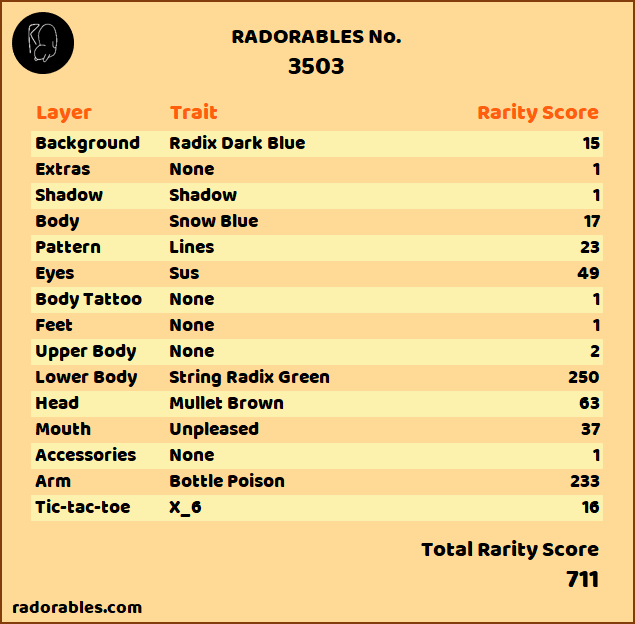 RADORABLES No.
3503
Layer Trait Rarity Score
Background Radix Dark Blue 15
Extras None 1
Shadow Shadow 1
Body Snow Blue 17
Pattern Lines 23
Eyes Sus 49
Body Tattoo None 1
Feet None 1
Upper Body None 2
Lower Body String Radix Green 250
Head Mullet Brown 63
Mouth Unpleased 37
Accessories None 1
Arm Bottle Poison 233
Tic-tac-toe X_6 16
Total Rarity Score
711
radorables.com